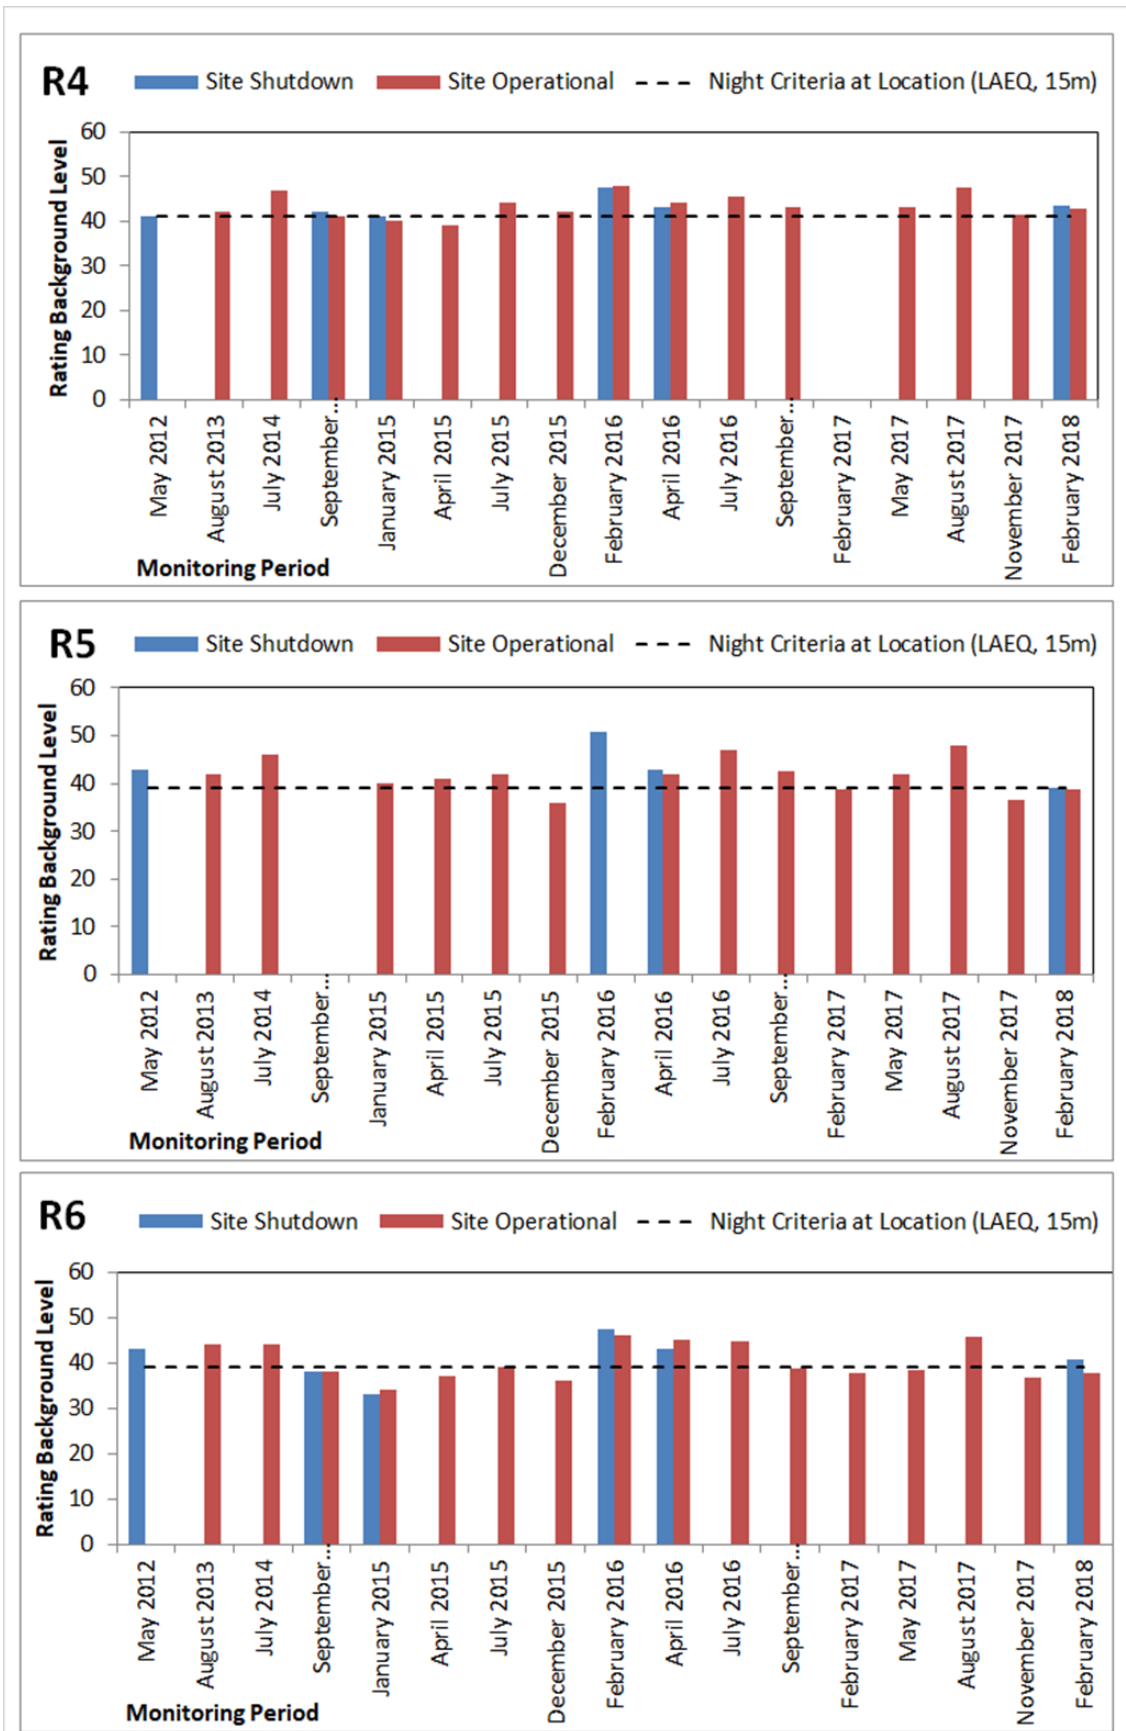 R4 Site Shutdown Site Operational Night Criteria at Location (LAEQ, 15m)
Rating Background Level
60
50
40
30
20
10
0
May 2012
August 2013
July 2014
September...
January 2015
April 2015
July 2015
December 2015
February 2016
April 2016
July 2016
September...
February 2017
May 2017
August 2017
November 2017
February 2018
Monitoring Period
R5 Site Shutdown Site Operational Night Criteria at Location (LAEQ, 15m)
Rating Background Level
60
50
40
30
20
10
0
May 2012
August 2013
July 2014
September...
January 2015
April 2015
July 2015
December 2015
February 2016
April 2016
July 2016
September...
February 2017
May 2017
August 2017
November 2017
February 2018
Monitoring Period
R6 Site Shutdown Site Operational Night Criteria at Location (LAEQ, 15m)
Rating Background Level
60
50
40
30
20
10
0
May 2012
August 2013
July 2014
September...
January 2015
April 2015
July 2015
December 2015
February 2016
April 2016
July 2016
September...
February 2017
May 2017
August 2017
November 2017
February 2018
Monitoring Period